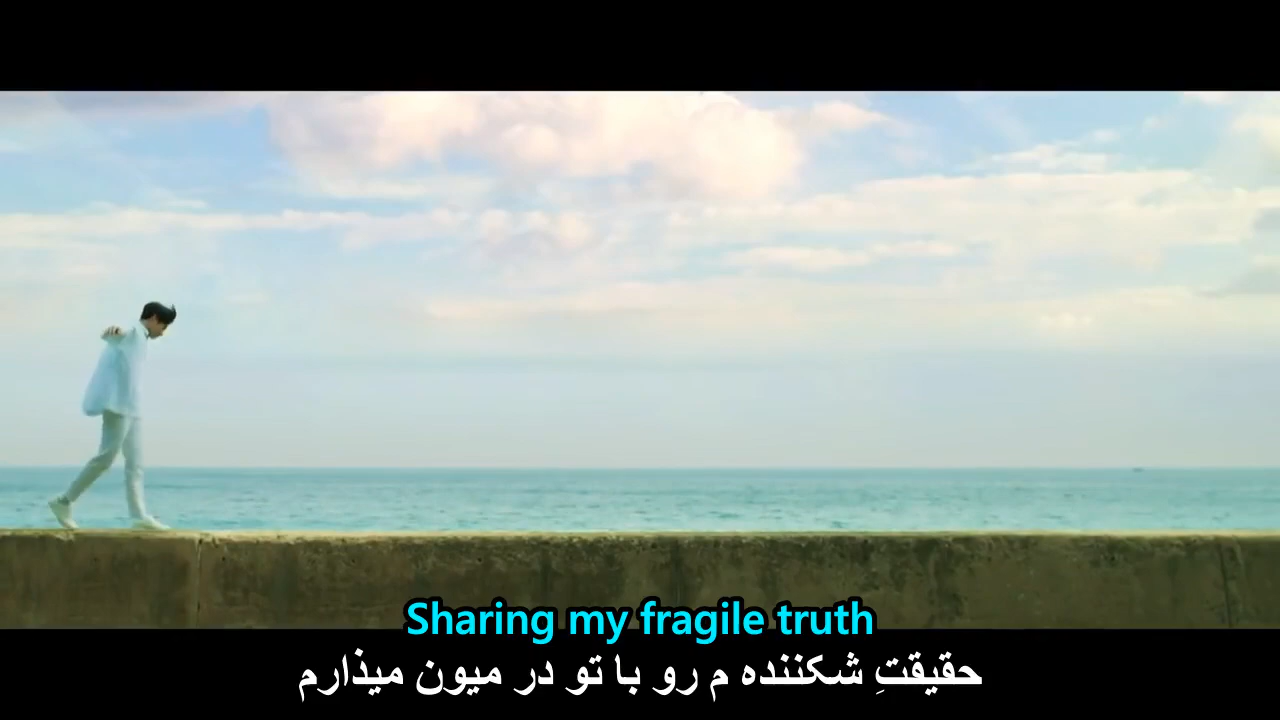 Sharing my fragile truth
حقیقتِ شکننده م رو با تو در میون میذارم